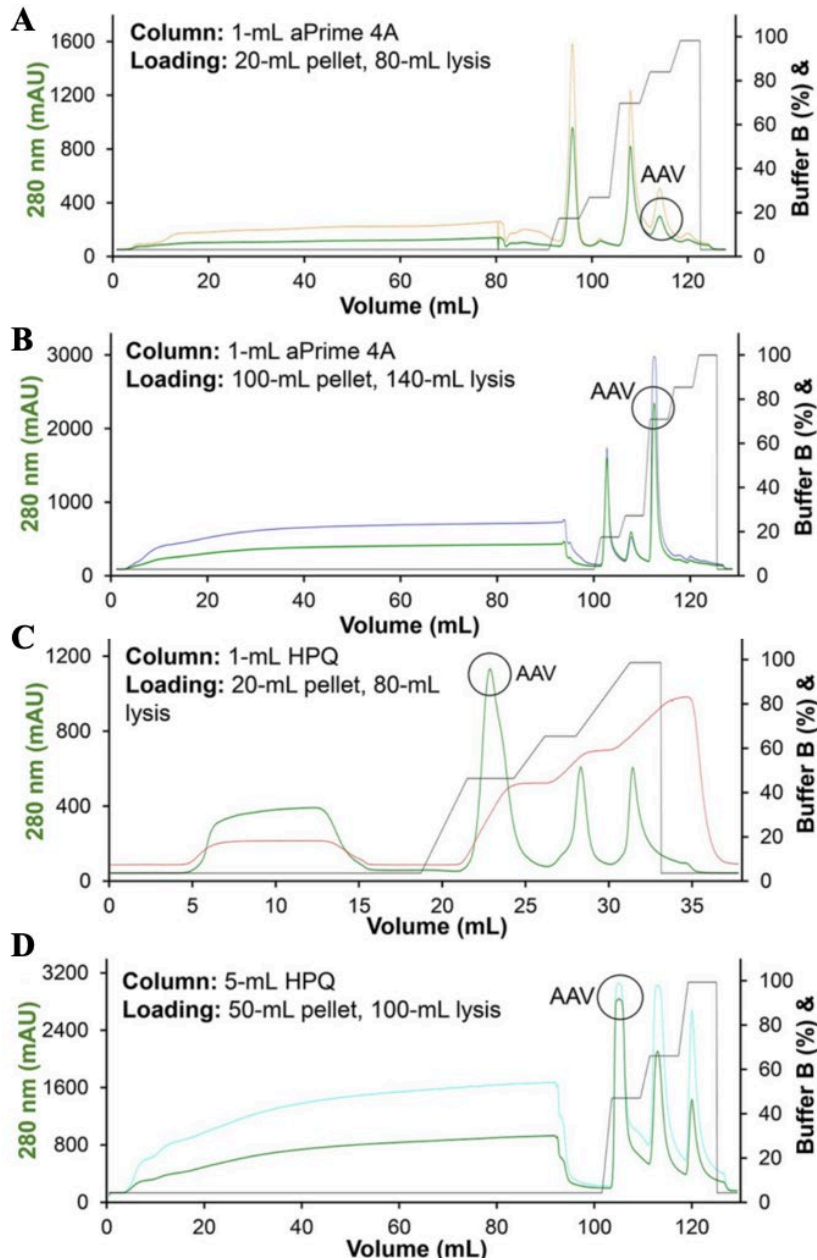 A
Column: 1-mL aPrime 4A
Loading: 20-mL pellet, 80-mL lysis
280 nm (mAU)
1600
1200
800
400
0
AAV
100
80
60
40
20
0
Buffer B (%) &
0 20 40 60 80 100 120
Volume (mL)
B
Column: 1-mL aPrime 4A
Loading: 100-mL pellet, 140-mL lysis
280 nm (mAU)
3000
2200
2000
1000
500
0
AAV
100
80
60
40
20
0
Buffer B (%) &
0 20 40 60 80 100 120
Volume (mL)
C
Column: 1-mL HPQ
Loading: 20-mL pellet, 80-mL
lysis
280 nm (mAU)
1200
800
400
200
0
AAV
100
80
60
40
20
0
Buffer B (%) &
0 5 10 15 20 25 30 35
Volume (mL)
D
Column: 5-mL HPQ
Loading: 50-mL pellet, 100-mL lysis
280 nm (mAU)
3200
2400
1600
800
0
AAV
100
80
60
40
20
0
Buffer B (%) &
0 20 40 60 80 100 120
Volume (mL)